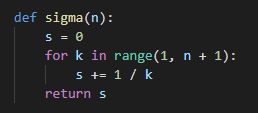 def sigma(n):
    s = 0
    for k in range(1, n + 1):
        s += 1 / k
    return s